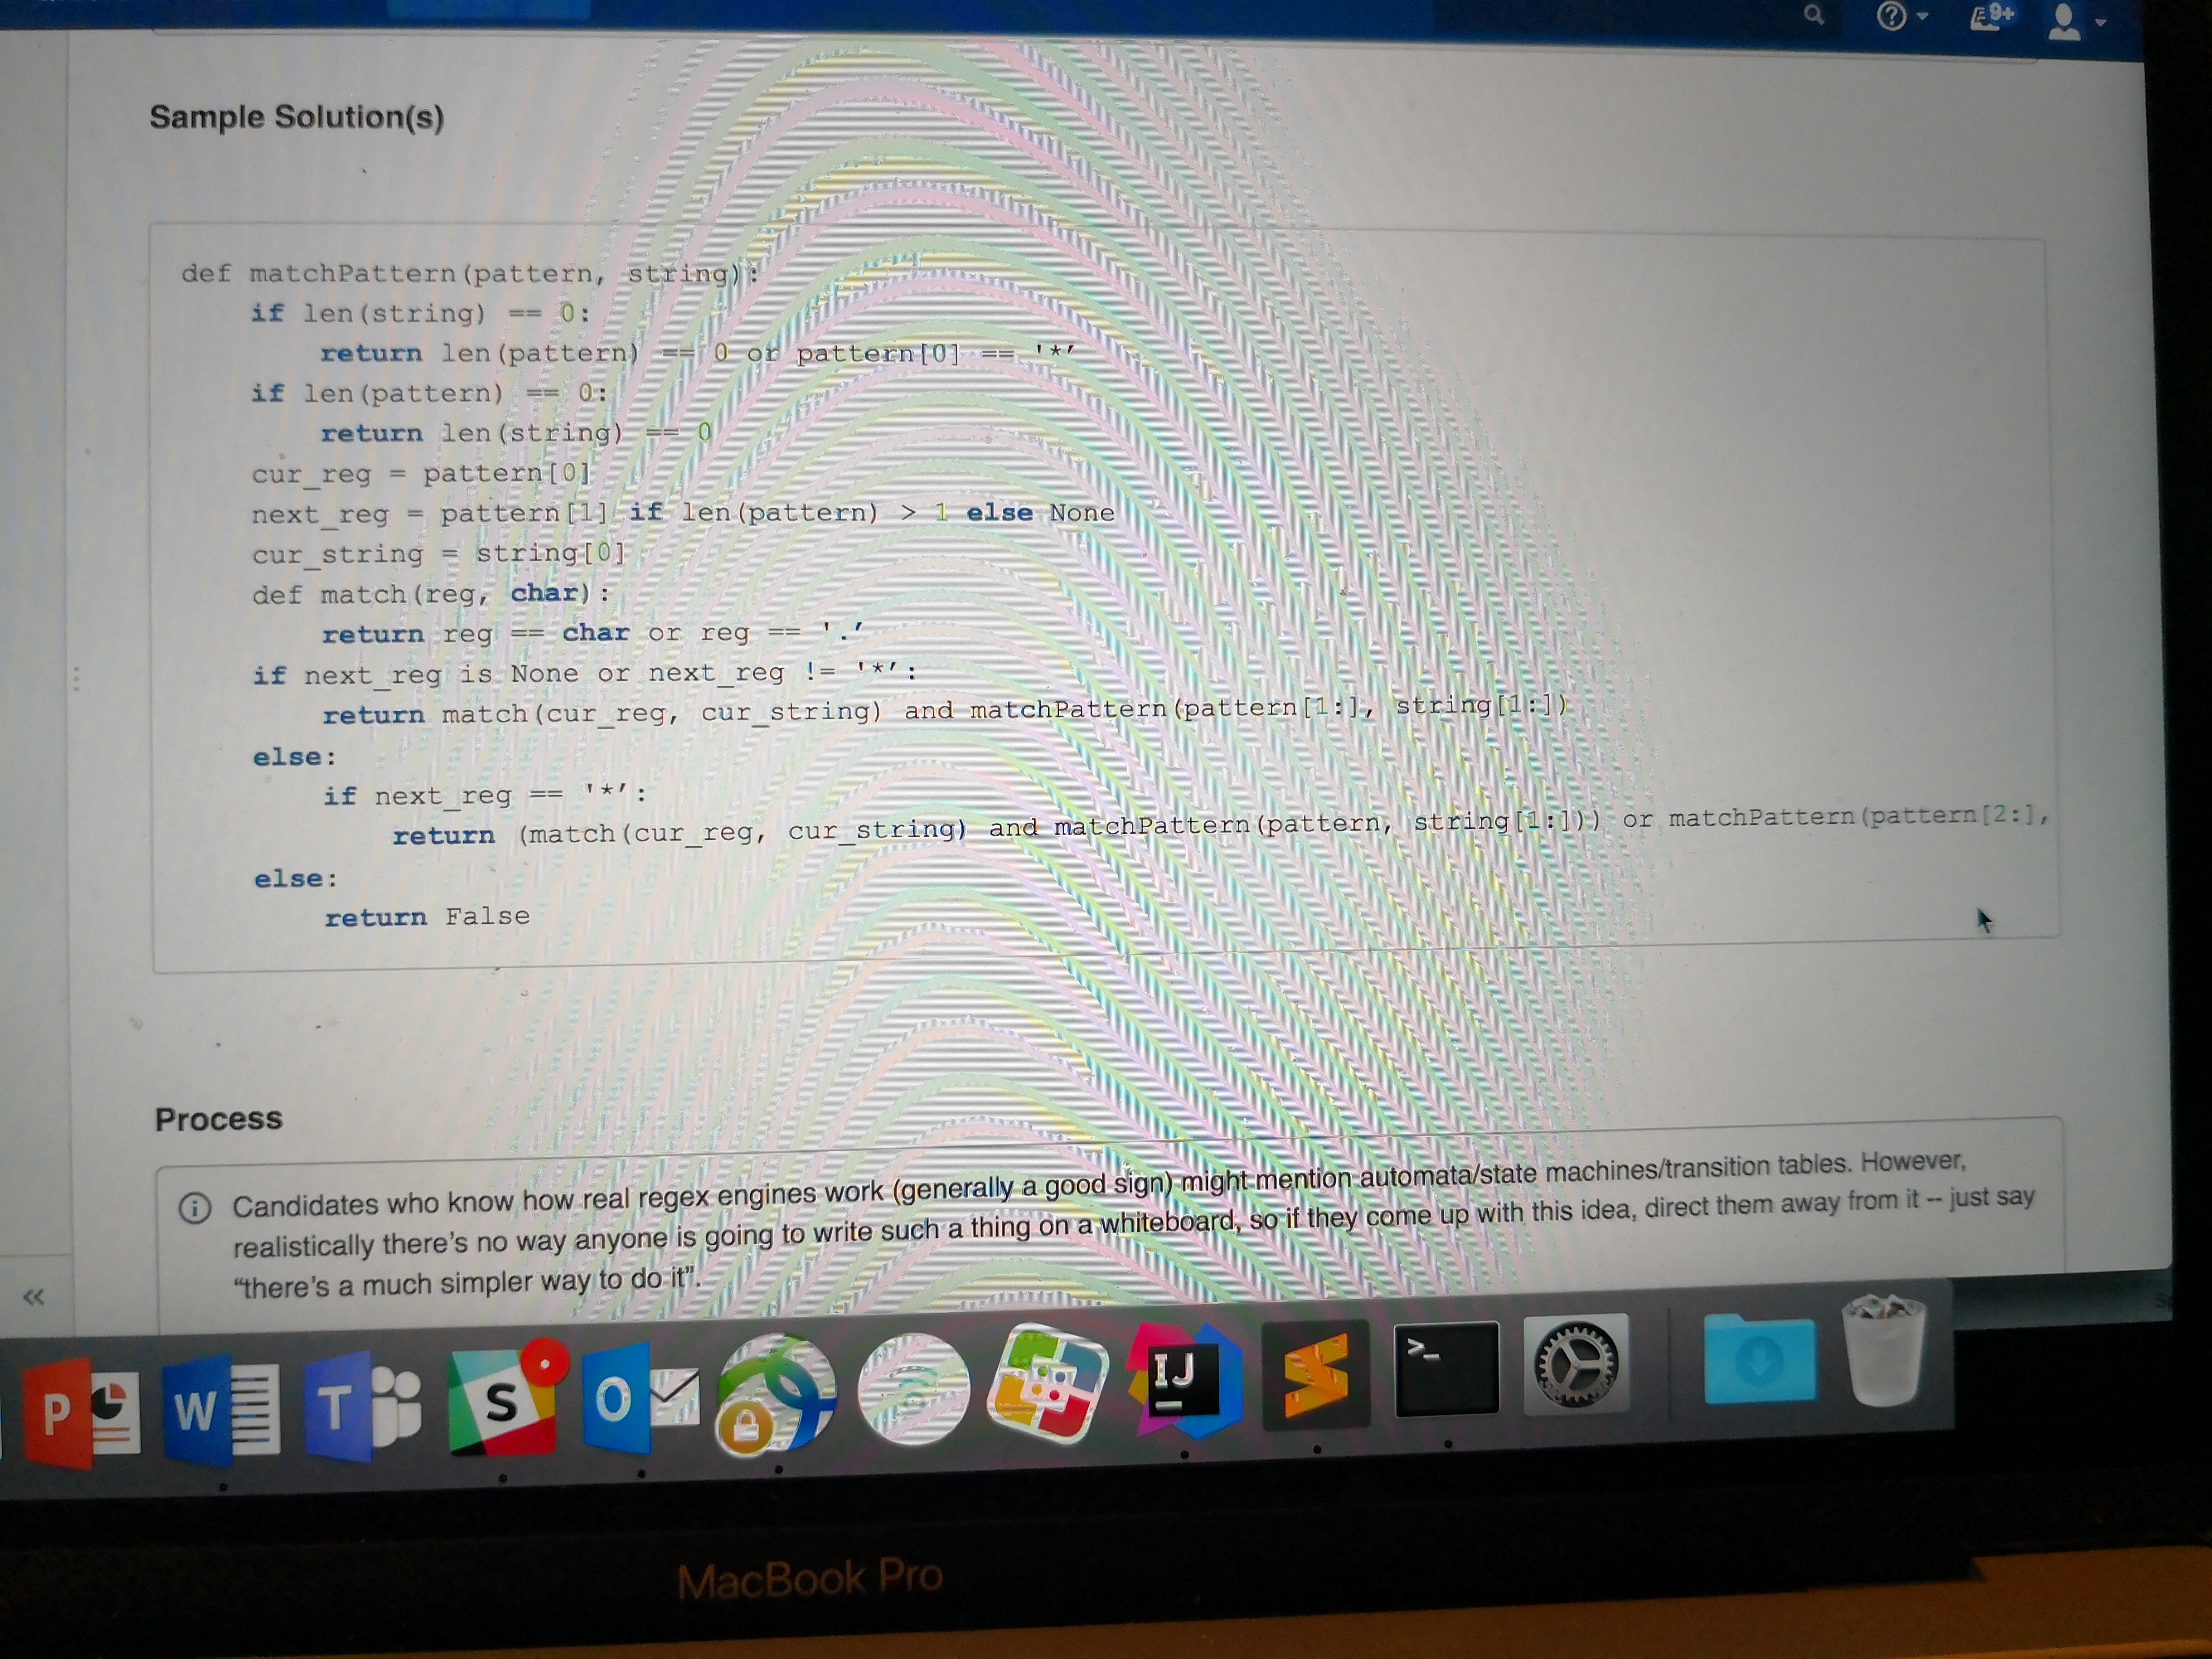 9+
Sample Solution(s)
def matchPattern(pattern, string):
    if len(string) == 0:
        return len(pattern) == 0 or pattern[0] == '*'
    if len(pattern) == 0:
        return len(string) == 0
    cur_reg = pattern[0]
    next_reg = pattern[1] if len(pattern) > 1 else None
    cur_string = string[0]
    def match(reg, char):
        return reg == char or reg == '.'
    if next_reg is None or next_reg != '*':
        return match(cur_reg, cur_string) and matchPattern(pattern[1:], string[1:])
    else:
        if next_reg == '*':
            return (match(cur_reg, cur_string) and matchPattern(pattern, string[1:])) or matchPattern(pattern[2:],
    else:
        return False
Process
Candidates who know how real regex engines work (generally a good sign) might mention automata/state machines/transition tables. However,
realistically there's no way anyone is going to write such a thing on a whiteboard, so if they come up with this idea, direct them away from it -- just say
“there's a much simpler way to do it”.
P
W
T
S
O
IJ
>_
MacBook Pro